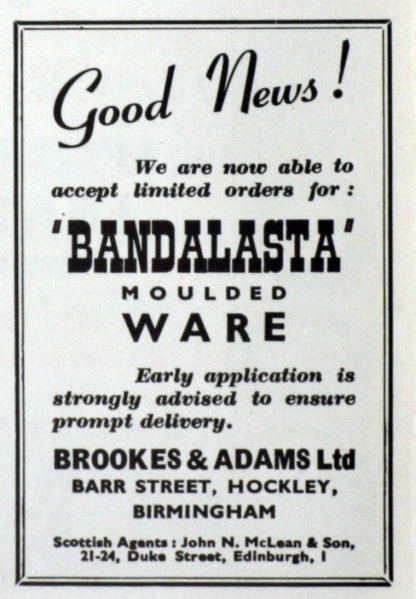 Good News!
We are now able to
accept limited orders for :
'BANDALASTA'
MOULDED
WARE
Early application is
strongly advised to ensure
prompt delivery.
BROOKES & ADAMS Ltd
BARR STREET, HOCKLEY,
BIRMINGHAM
Scottish Agents : John N. McLean & Son,
21-24, Duke Street, Edinburgh, I